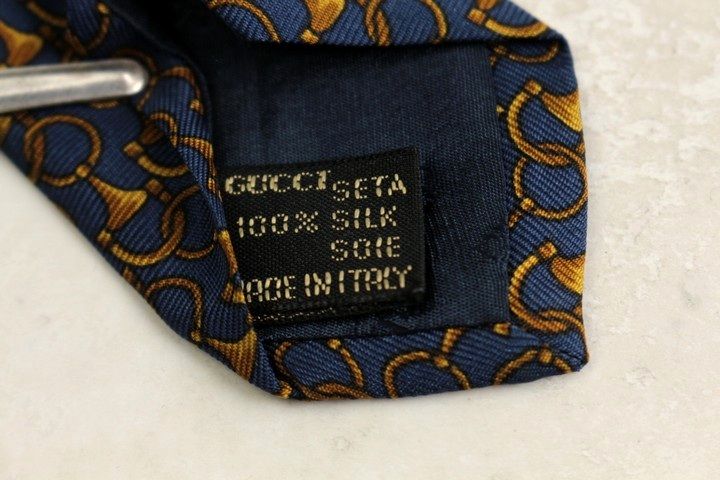 GUCCI SETA
100% SILK
SOIE
MADE IN ITALY